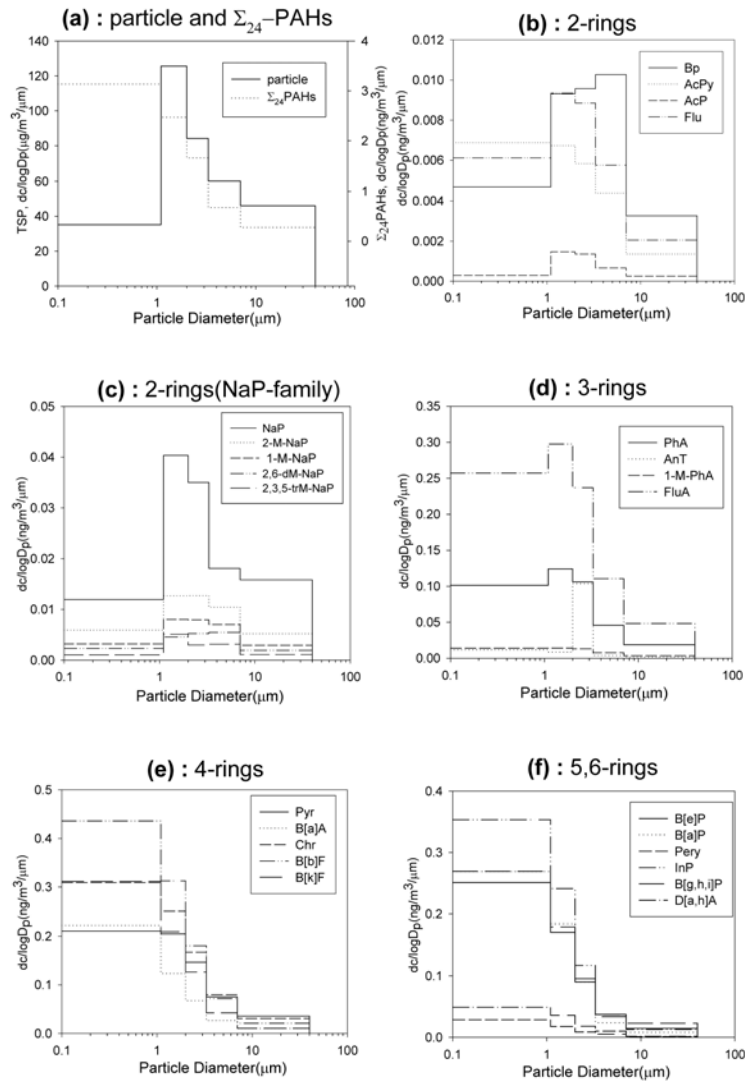 (a) : particle and Σ24–PAHs
140
120
100
80
60
40
20
0
4
3
2
1
0
particle
Σ24PAHs
TSP, dc/logDp(μg/m³/μm)
Σ24PAHs, dc/logDp(ng/m³/μm)
0.1 1 10 100
Particle Diameter(μm)
(b) : 2-rings
0.012
0.010
0.008
0.006
0.004
0.002
0.000
Bp
AcPy
AcP
Flu
dc/logDp(ng/m³/μm)
0.1 1 10 100
Particle Diameter(μm)
(c) : 2-rings(NaP-family)
0.05
0.04
0.03
0.02
0.01
0.00
NaP
2-M-NaP
1-M-NaP
2,6-dM-NaP
2,3,5-trM-NaP
dc/logDp(ng/m³/μm)
0.1 1 10 100
Particle Diameter(μm)
(d) : 3-rings
0.35
0.30
0.25
0.20
0.15
0.10
0.05
0.00
PhA
AnT
1-M-PhA
FluA
dc/logDp(ng/m³/μm)
0.1 1 10 100
Particle Diameter(μm)
(e) : 4-rings
0.5
0.4
0.3
0.2
0.1
0.0
Pyr
B[a]A
Chr
B[b]F
B[k]F
dc/logDp(ng/m³/μm)
0.1 1 10 100
Particle Diameter(μm)
(f) : 5,6-rings
0.4
0.3
0.2
0.1
0.0
B[e]P
B[a]P
Pery
InP
B[g,h,i]P
D[a,h]A
dc/logDp(ng/m³/μm)
0.1 1 10 100
Particle Diameter(μm)